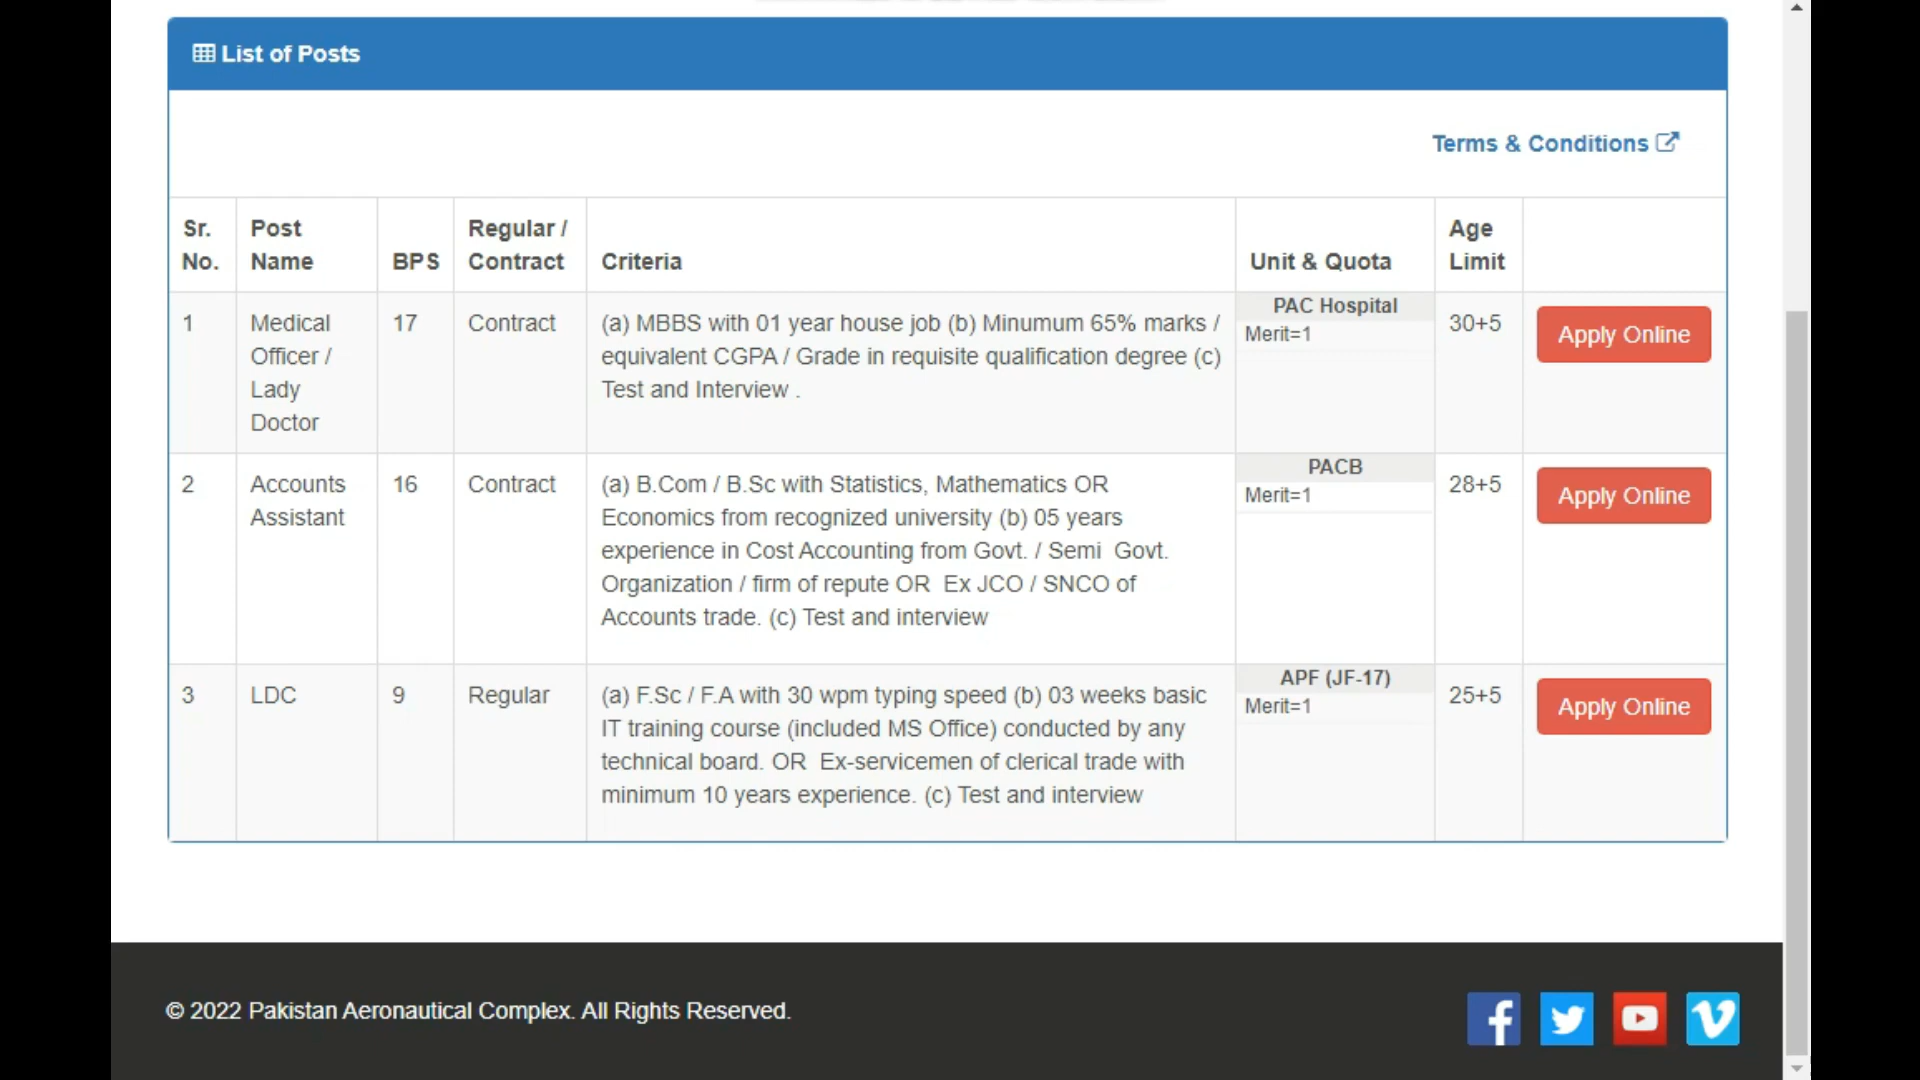 List of Posts
Terms & Conditions
Sr. No.
Post Name
BPS
Regular / Contract
Criteria
Unit & Quota
Age Limit
1
Medical
Officer /
Lady
Doctor
17
Contract
(a) MBBS with 01 year house job (b) Minumum 65% marks /
equivalent CGPA / Grade in requisite qualification degree (c)
Test and Interview .
PAC Hospital
Merit=1
30+5
Apply Online
2
Accounts
Assistant
16
Contract
(a) B.Com / B.Sc with Statistics, Mathematics OR
Economics from recognized university (b) 05 years
experience in Cost Accounting from Govt. / Semi Govt.
Organization / firm of repute OR Ex JCO / SNCO of
Accounts trade. (c) Test and interview
PACB
Merit=1
28+5
Apply Online
3
LDC
9
Regular
(a) F.Sc / F.A with 30 wpm typing speed (b) 03 weeks basic
IT training course (included MS Office) conducted by any
technical board. OR Ex-servicemen of clerical trade with
minimum 10 years experience. (c) Test and interview
APF (JF-17)
Merit=1
25+5
Apply Online
© 2022 Pakistan Aeronautical Complex. All Rights Reserved.